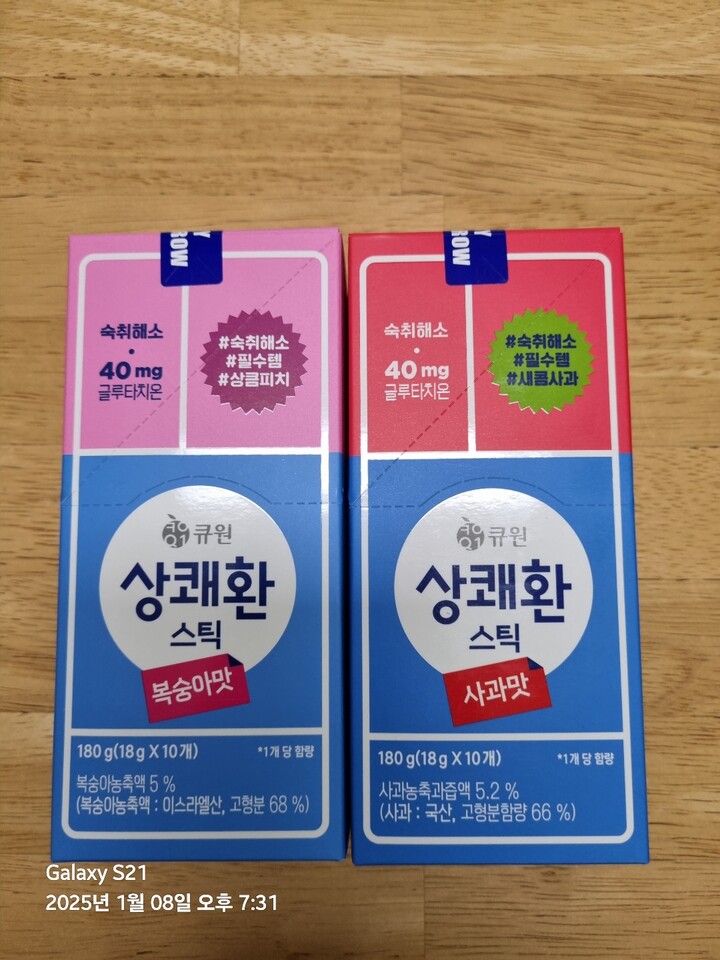 ROW
숙취해소
40 mg
글루타치온
#숙취해소
#필수템
#상큼피치
큐원
상쾌환
스틱
복숭아맛
180 g(18 g X 10개)
*1개 당 함량
복숭아농축액 5 %
(복숭아농축액 : 이스라엘산, 고형분 68 %)
ROW
숙취해소
40 mg
글루타치온
#숙취해소
#필수템
#새콤사과
큐원
상쾌환
스틱
사과맛
180 g(18 g X 10개)
*1개 당 함량
사과농축과즙액 5.2 %
(사과 : 국산, 고형분함량 66 %)
Galaxy S21
2025년 1월 08일 오후 7:31